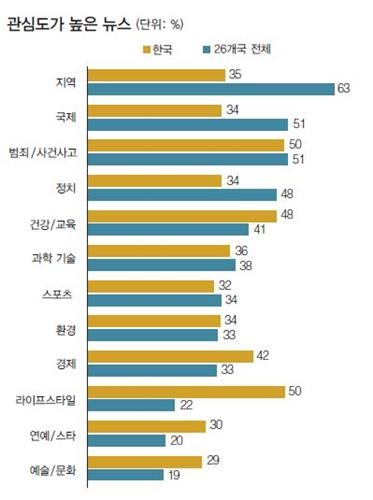 관심도가 높은 뉴스 (단위: %)
한국 26개국 전체
지역 35 63
국제 34 51
범죄/사건사고 50 51
정치 34 48
건강/교육 48 41
과학 기술 36 38
스포츠 32 34
환경 34 33
경제 42 33
라이프스타일 50 22
연예/스타 30 20
예술/문화 29 19